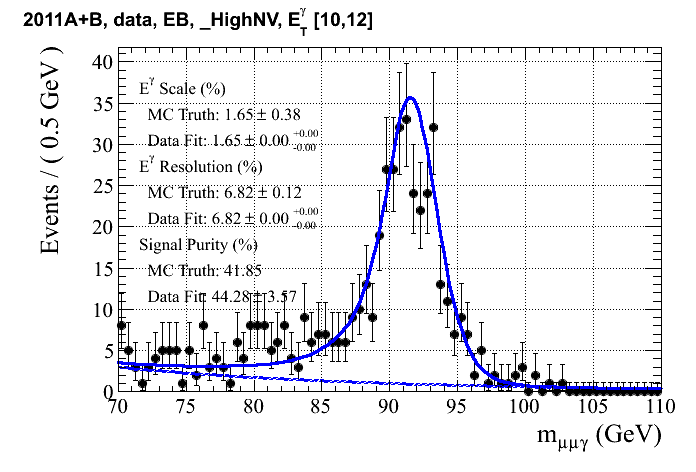 2011A+B, data, EB, _HighNV, E_T^γ [10,12]
Events / ( 0.5 GeV )
40
35
30
25
20
15
10
5
0
E^γ Scale (%)
MC Truth: 1.65 ± 0.38
Data Fit: 1.65 ± 0.00 +0.00 -0.00
E^γ Resolution (%)
MC Truth: 6.82 ± 0.12
Data Fit: 6.82 ± 0.00 +0.00 -0.00
Signal Purity (%)
MC Truth: 41.85
Data Fit: 44.28 ± 3.57
70 75 80 85 90 95 100 105 110
m_μμγ (GeV)